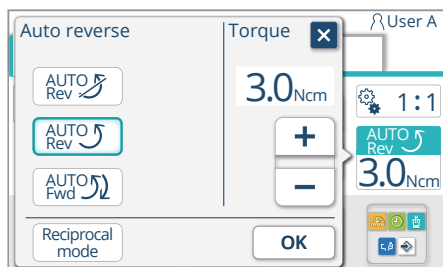 Auto reverse
Torque
User A
AUTO
Rev
3.0Ncm
1:1
AUTO
Rev
+
AUTO
Rev
3.0Ncm
AUTO
Fwd
−
Reciprocal
mode
OK
t,β